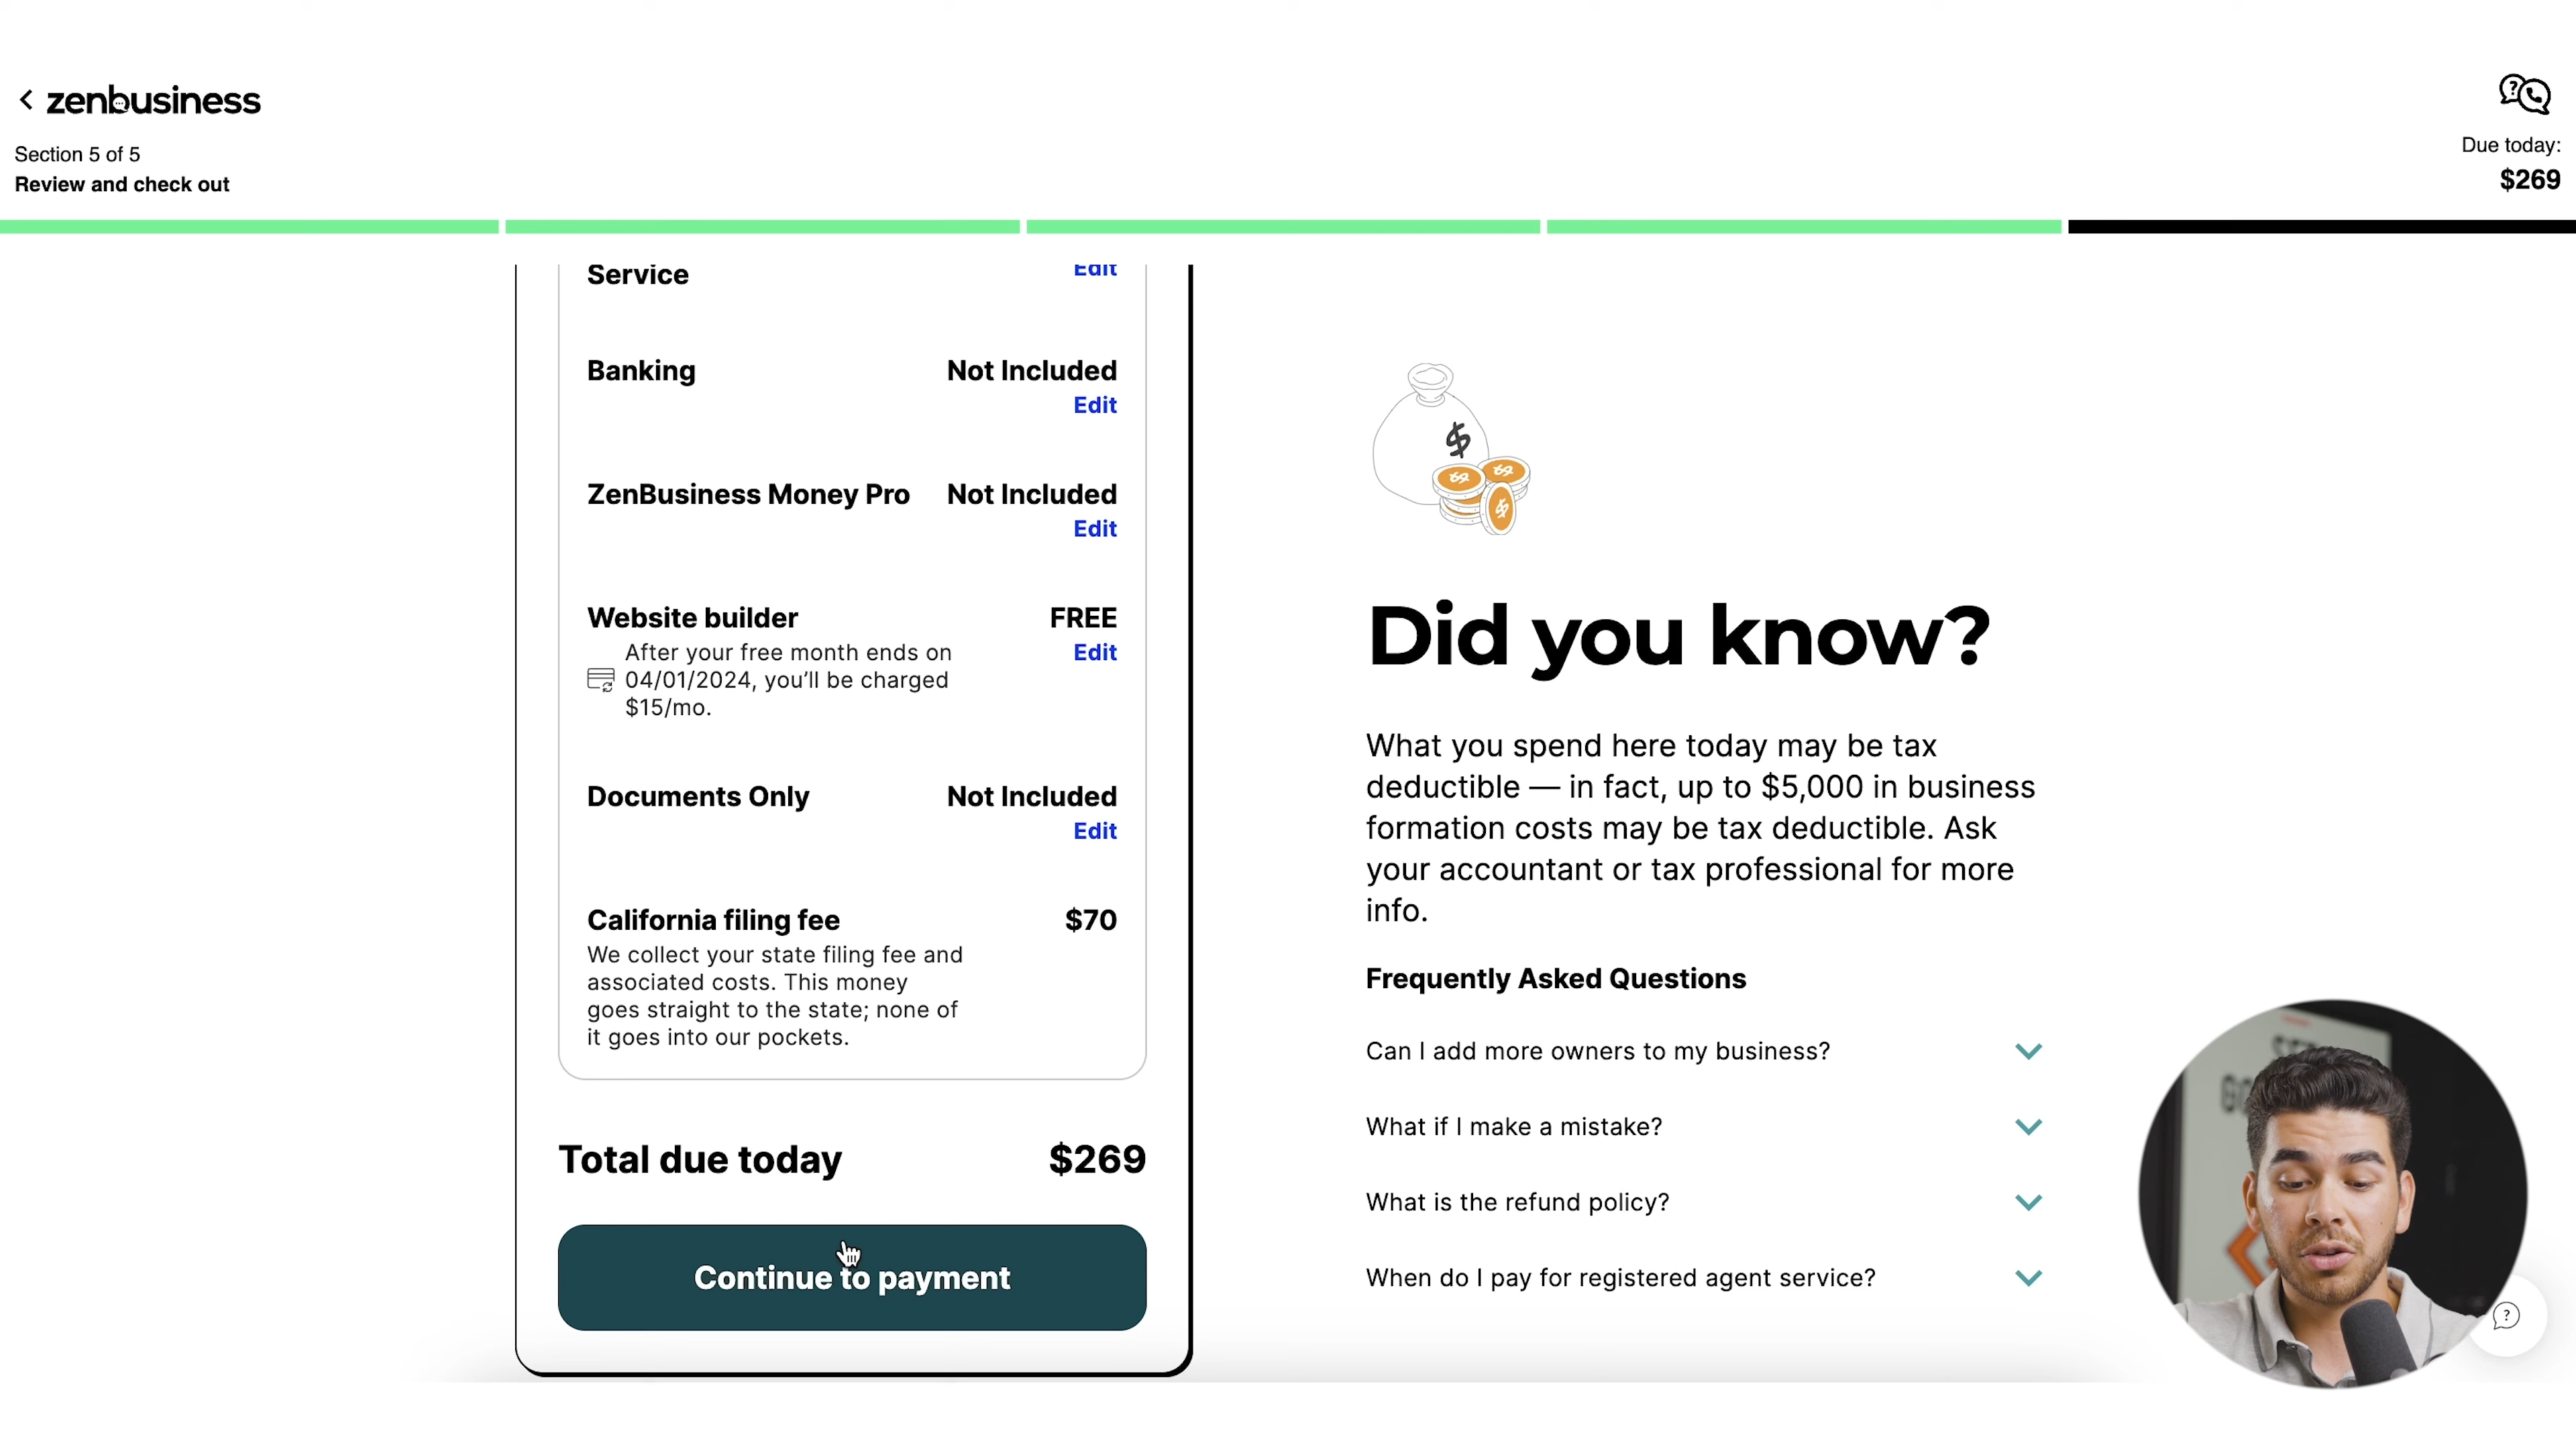 zenbusiness
Section 5 of 5
Review and check out
Due today:
$269
Service
Edit
Banking
Not Included
Edit
ZenBusiness Money Pro
Not Included
Edit
Website builder
FREE
Edit
After your free month ends on
04/01/2024, you'll be charged
$15/mo.
Documents Only
Not Included
Edit
California filing fee
$70
We collect your state filing fee and
associated costs. This money
goes straight to the state; none of
it goes into our pockets.
Total due today
$269
Continue to payment
$
Did you know?
What you spend here today may be tax
deductible — in fact, up to $5,000 in business
formation costs may be tax deductible. Ask
your accountant or tax professional for more
info.
Frequently Asked Questions
Can I add more owners to my business?
What if I make a mistake?
What is the refund policy?
When do I pay for registered agent service?